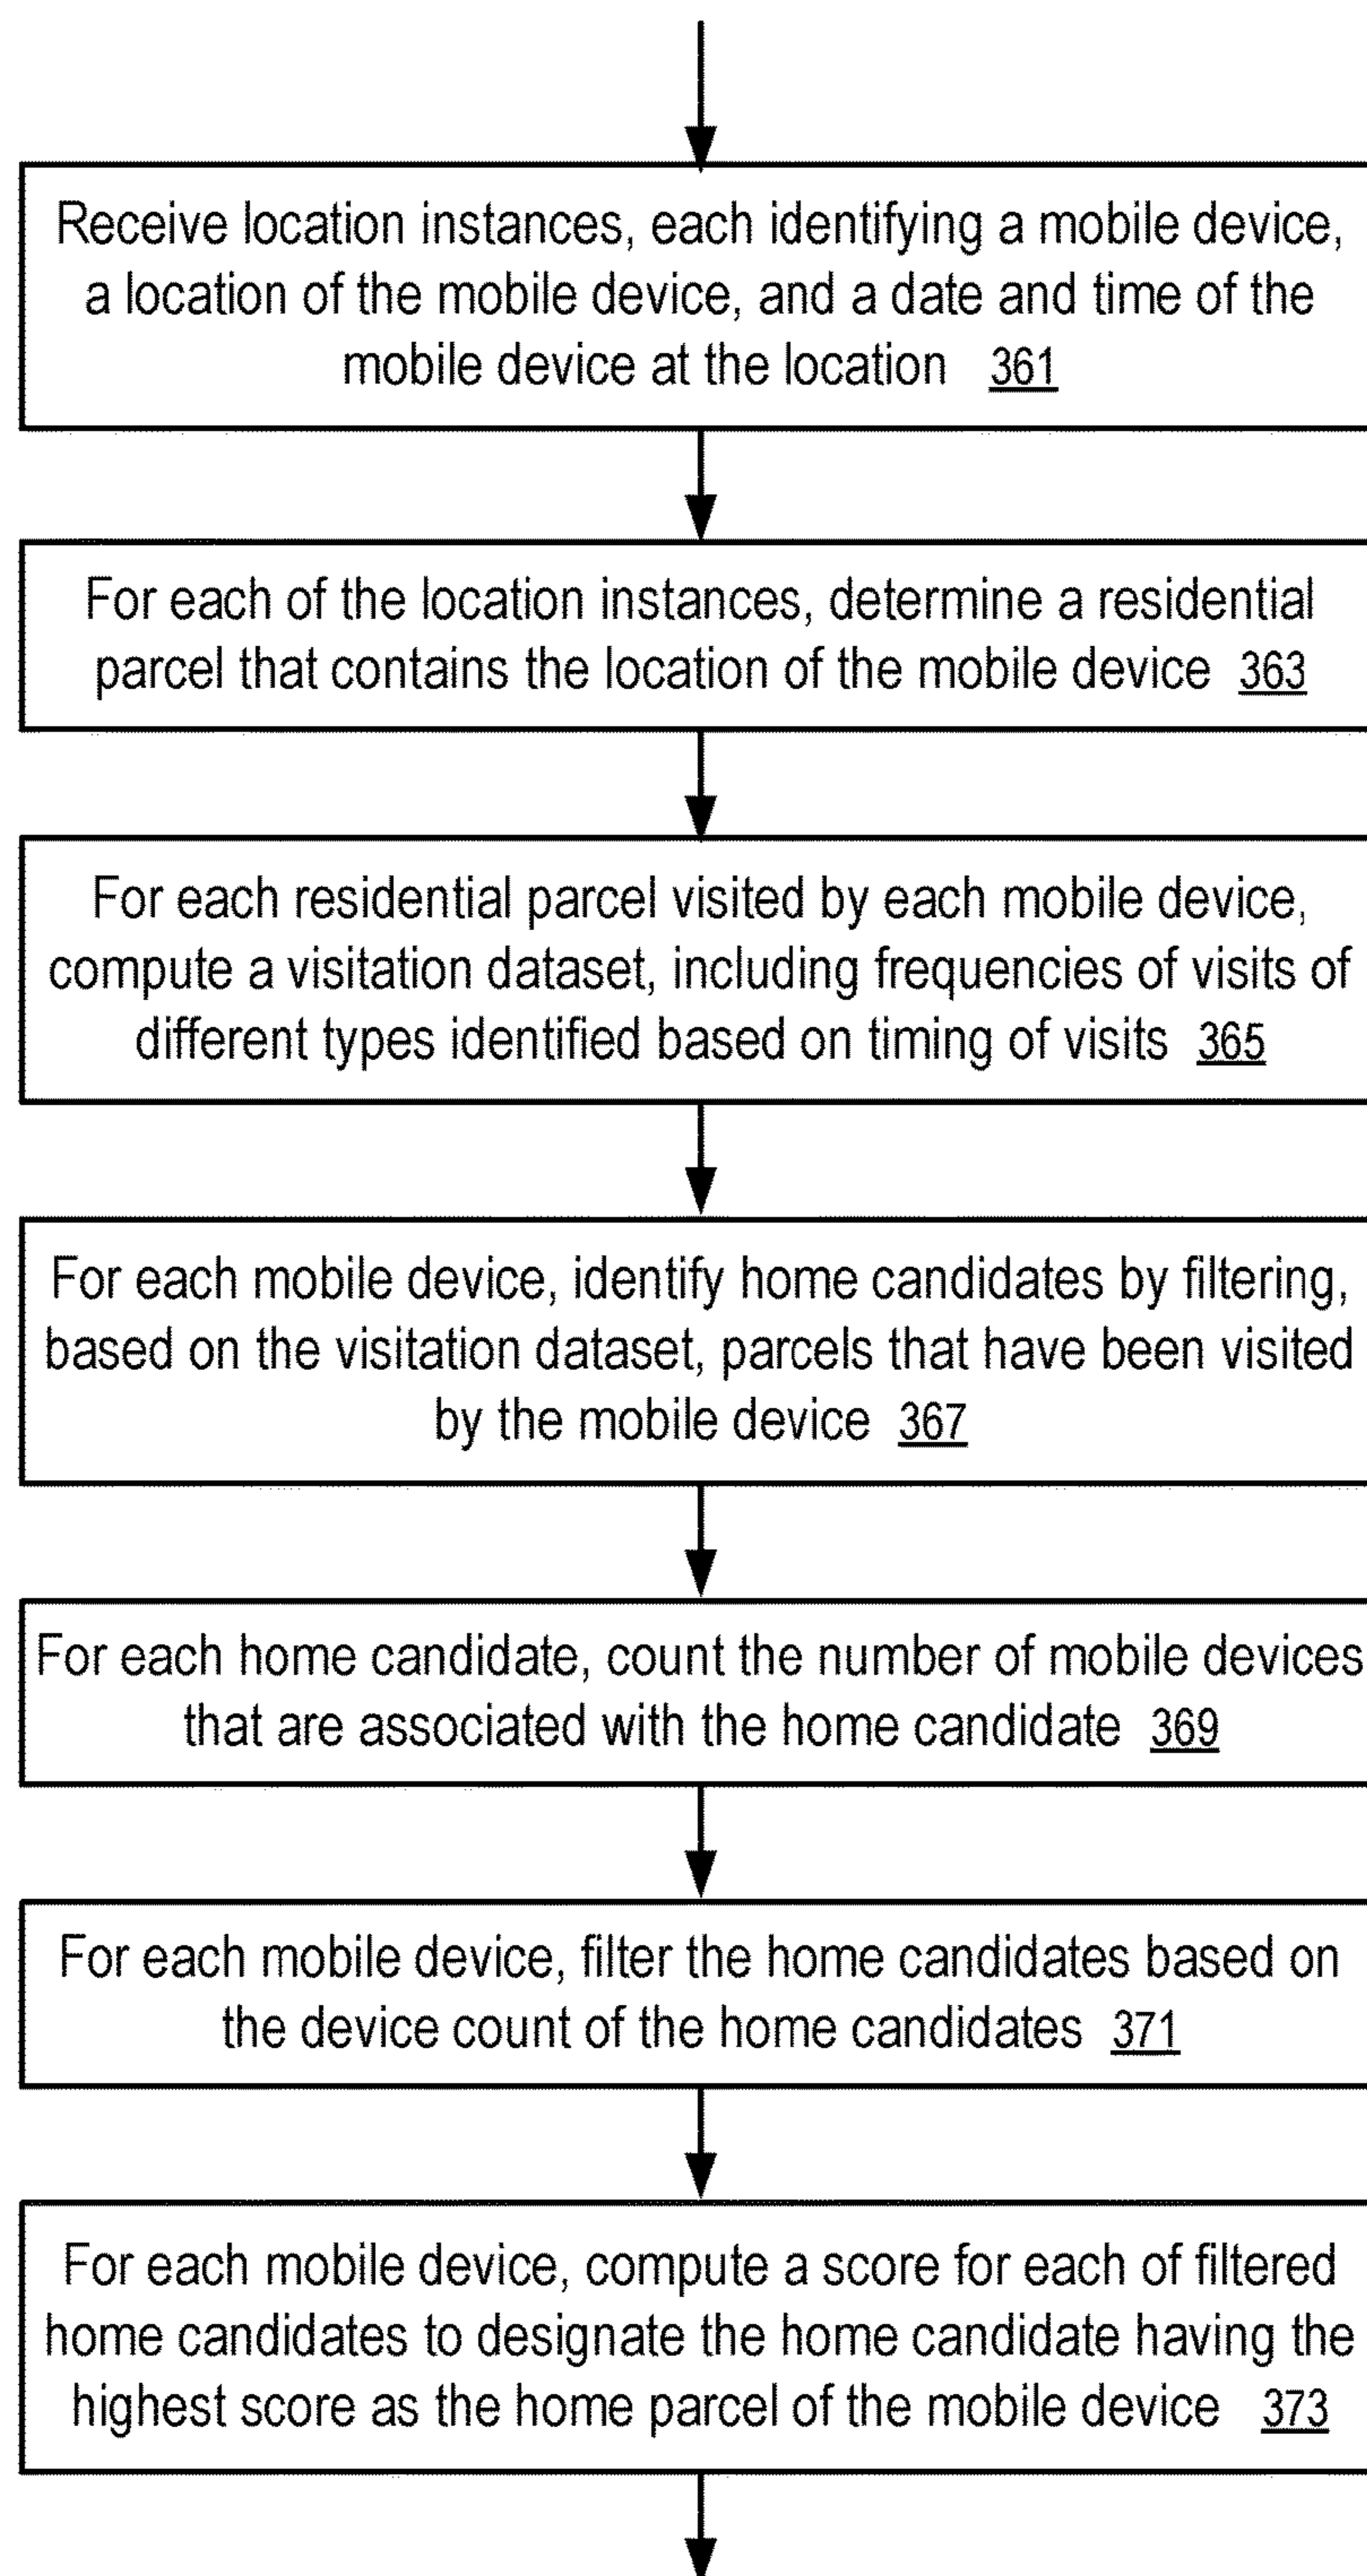 Receive location instances, each identifying a mobile device,
a location of the mobile device, and a date and time of the
mobile device at the location 361
For each of the location instances, determine a residential
parcel that contains the location of the mobile device 363
For each residential parcel visited by each mobile device,
compute a visitation dataset, including frequencies of visits of
different types identified based on timing of visits 365
For each mobile device, identify home candidates by filtering,
based on the visitation dataset, parcels that have been visited
by the mobile device 367
For each home candidate, count the number of mobile devices
that are associated with the home candidate 369
For each mobile device, filter the home candidates based on
the device count of the home candidates 371
For each mobile device, compute a score for each of filtered
home candidates to designate the home candidate having the
highest score as the home parcel of the mobile device 373